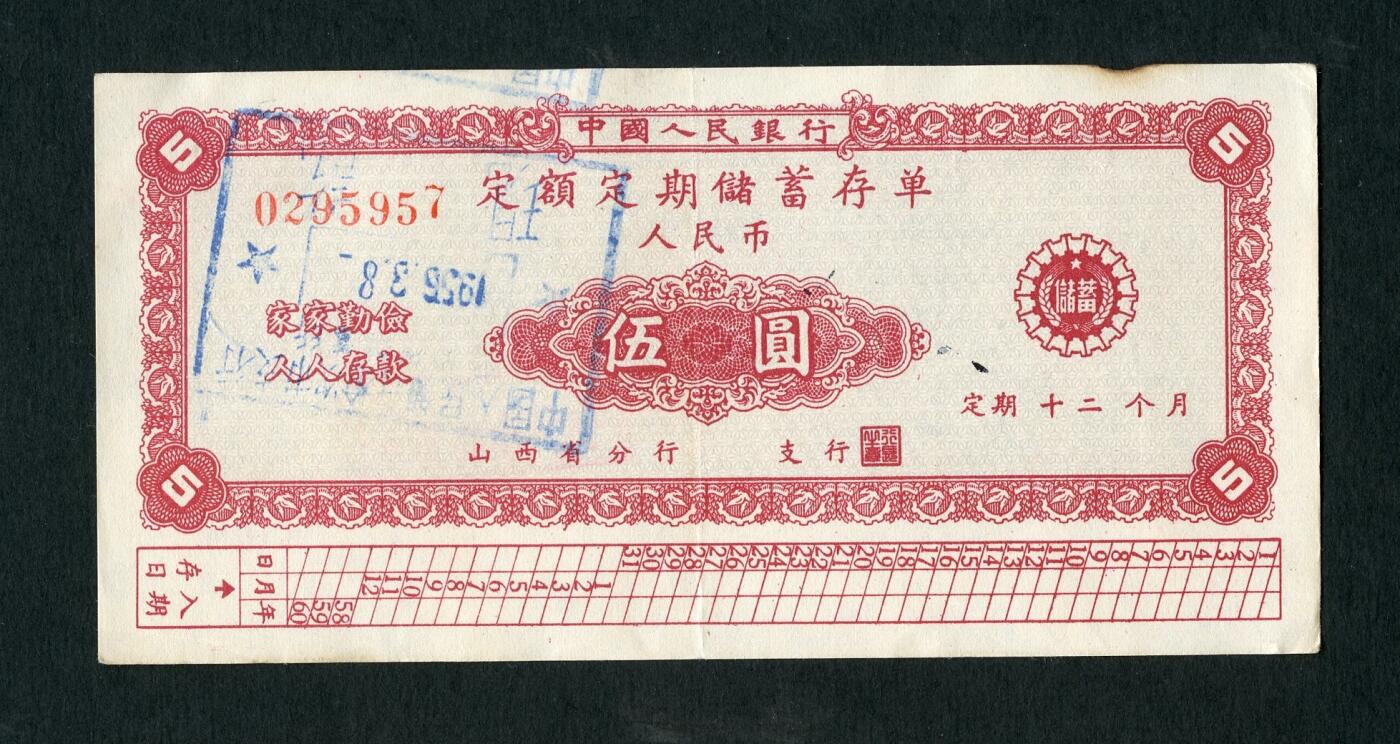 中國人民銀行
5
5
定額定期儲蓄存单
0295957
人民币
儲蓄
家家勤儉
人人存款
伍圓
定期十二个月
山西省分行 支行
5
5
存入日期
日 31 30 29 28 27 26 25 24 23 22 21 20 19 18 17 16 15 14 13 12 11 10 9 8 7 6 5 4 3 2 1
月 12 11 10 9 8 7 6 5 4 3 2 1
年 60 59 58
中國人民